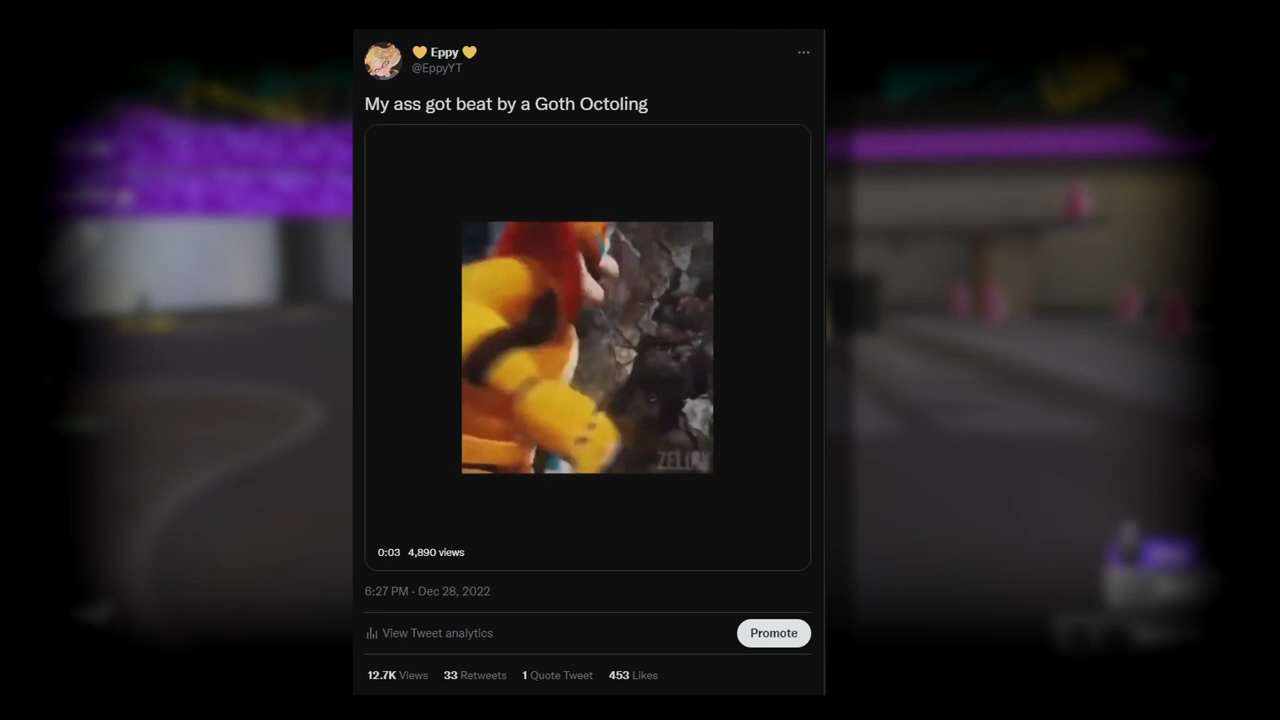 💛 Eppy 💛
@EppyYT
My ass got beat by a Goth Octoling
0:03 4,890 views
6:27 PM · Dec 28, 2022
View Tweet analytics
Promote
12.7K Views 33 Retweets 1 Quote Tweet 453 Likes